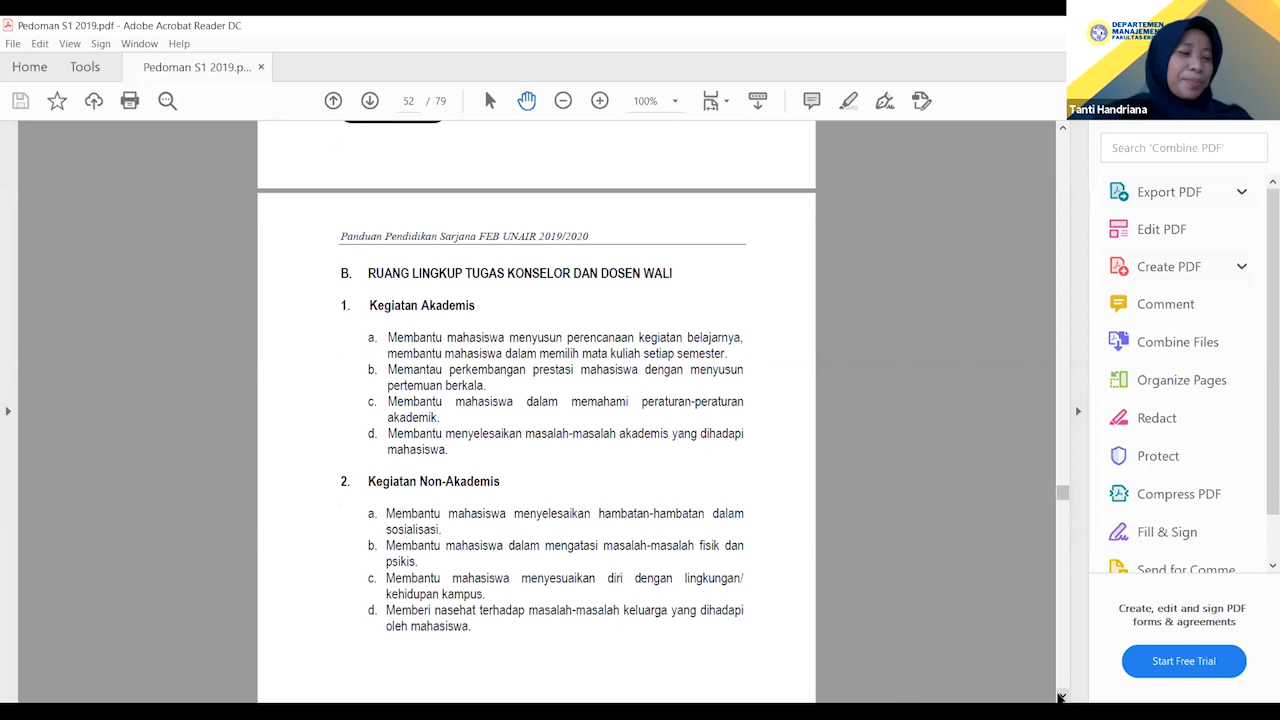 Pedoman S1 2019.pdf - Adobe Acrobat Reader DC
File Edit View Sign Window Help
Home Tools Pedoman S1 2019.p... ×
52 / 79 100%
DEPARTEMEN
MANAJEMEN
Tanti Handriana
Panduan Pendidikan Sarjana FEB UNAIR 2019/2020
B. RUANG LINGKUP TUGAS KONSELOR DAN DOSEN WALI
1. Kegiatan Akademis
a. Membantu mahasiswa menyusun perencanaan kegiatan belajarnya,
membantu mahasiswa dalam memilih mata kuliah setiap semester.
b. Memantau perkembangan prestasi mahasiswa dengan menyusun
pertemuan berkala.
c. Membantu mahasiswa dalam memahami peraturan-peraturan
akademik.
d. Membantu menyelesaikan masalah-masalah akademis yang dihadapi
mahasiswa.
2. Kegiatan Non-Akademis
a. Membantu mahasiswa menyelesaikan hambatan-hambatan dalam
sosialisasi.
b. Membantu mahasiswa dalam mengatasi masalah-masalah fisik dan
psikis.
c. Membantu mahasiswa menyesuaikan diri dengan lingkungan/
kehidupan kampus.
d. Memberi nasehat terhadap masalah-masalah keluarga yang dihadapi
oleh mahasiswa.
Search 'Combine PDF'
Export PDF
Edit PDF
Create PDF
Comment
Combine Files
Organize Pages
Redact
Protect
Compress PDF
Fill & Sign
Send for Comme
Create, edit and sign PDF
forms & agreements
Start Free Trial